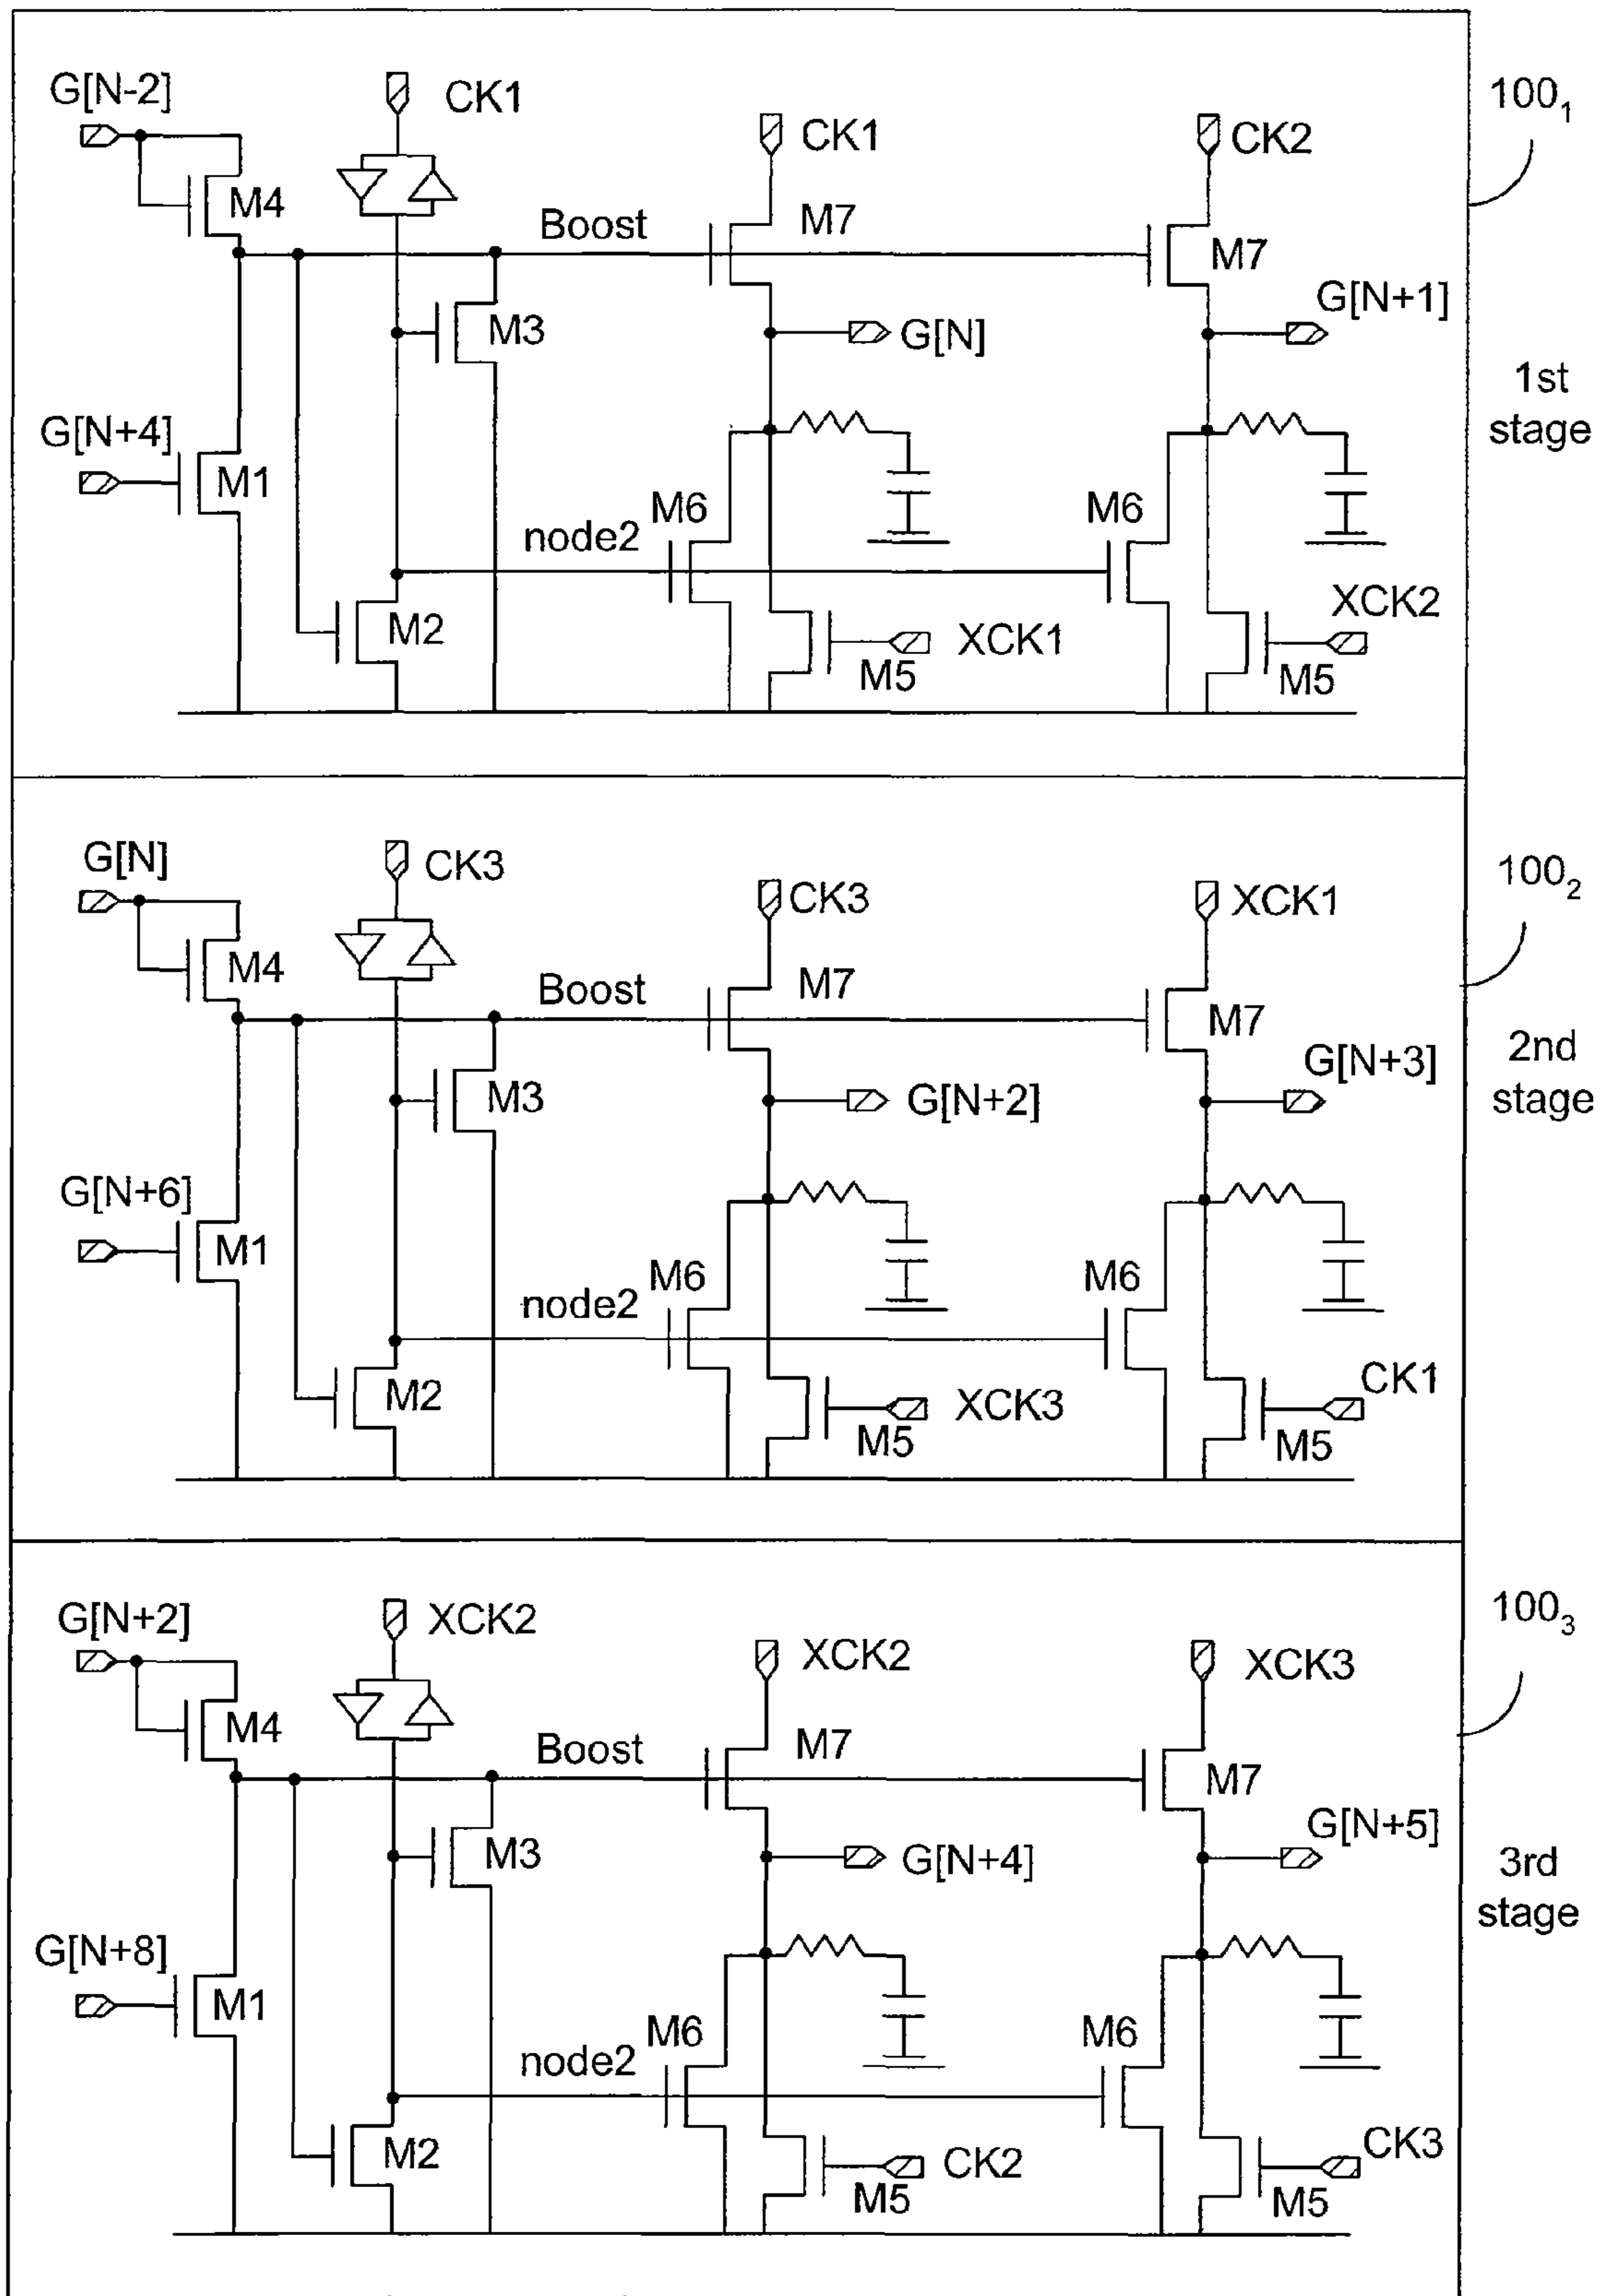 G[N-2]
CK1
CK1
CK2
100₁
M4
Boost
M7
M7
M3
G[N]
G[N+1]
1st
stage
G[N+4]
M1
M6
M6
node2
M2
XCK1
XCK2
M5
M5
G[N]
CK3
CK3
XCK1
100₂
M4
Boost
M7
M7
M3
G[N+2]
G[N+3]
2nd
stage
G[N+6]
M1
M6
M6
node2
M2
XCK3
CK1
M5
M5
G[N+2]
XCK2
XCK2
XCK3
100₃
M4
Boost
M7
M7
M3
G[N+4]
G[N+5]
3rd
stage
G[N+8]
M1
M6
M6
node2
M2
CK2
CK3
M5
M5